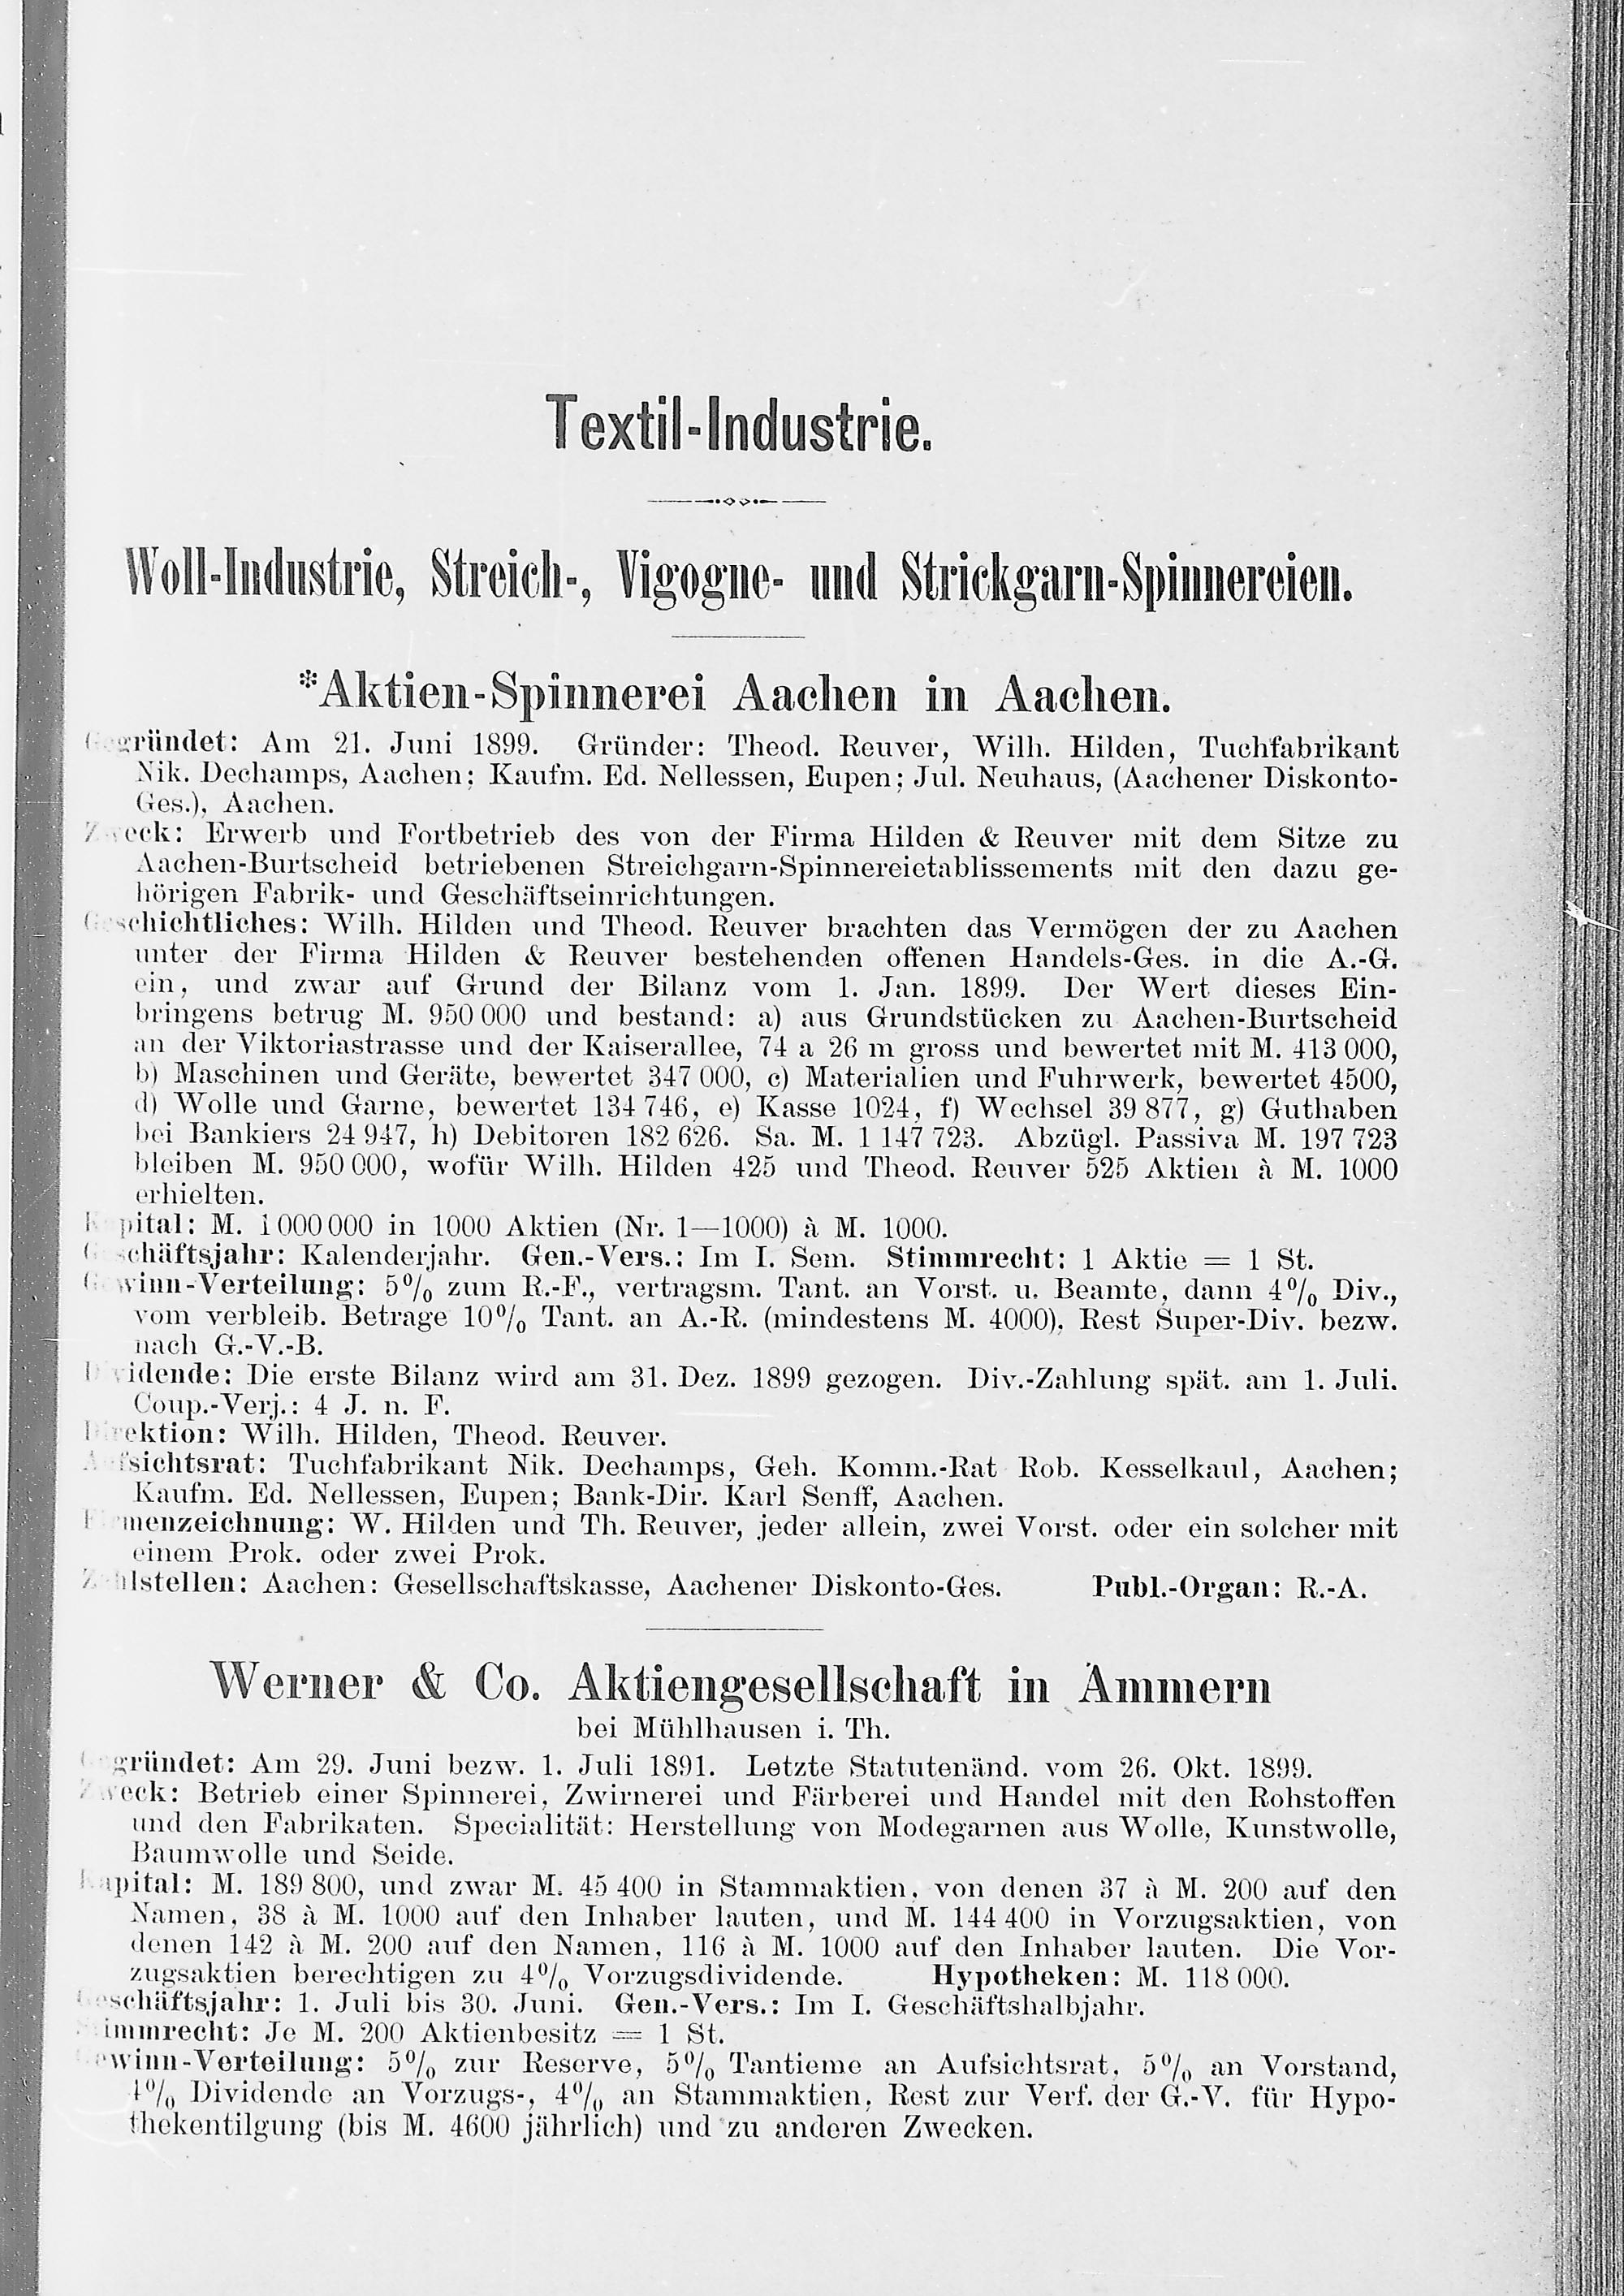 Textil-Industrie.
Woll-Industrie, Streich-, Vigogne- und Strickgarn-Spinnereien.
*Aktien-Spinnerei Aachen in Aachen.
Gegründet: Am 21. Juni 1899. Gründer: Theod. Reuver, Wilh. Hilden, Tuchfabrikant
Nik. Dechamps, Aachen; Kaufm. Ed. Nellessen, Eupen; Jul. Neuhaus, (Aachener Diskonto-
Ges.), Aachen.
Zweck: Erwerb und Fortbetrieb des von der Firma Hilden & Reuver mit dem Sitze zu
Aachen-Burtscheid betriebenen Streichgarn-Spinnereietablissements mit den dazu ge-
hörigen Fabrik- und Geschäftseinrichtungen.
Geschichtliches: Wilh. Hilden und Theod. Reuver brachten das Vermögen der zu Aachen
unter der Firma Hilden & Reuver bestehenden offenen Handels-Ges. in die A.-G.
ein, und zwar auf Grund der Bilanz vom 1. Jan. 1899. Der Wert dieses Ein-
bringens betrug M. 950 000 und bestand: a) aus Grundstücken zu Aachen-Burtscheid
an der Viktoriastrasse und der Kaiserallee, 74 a 26 m gross und bewertet mit M. 413 000,
b) Maschinen und Geräte, bewertet 347 000, c) Materialien und Fuhrwerk, bewertet 4500,
d) Wolle und Garne, bewertet 134 746, e) Kasse 1024, f) Wechsel 39 877, g) Guthaben
bei Bankiers 24 947, h) Debitoren 182 626. Sa. M. 1 147 723. Abzügl. Passiva M. 197 723
bleiben M. 950 000, wofür Wilh. Hilden 425 und Theod. Reuver 525 Aktien à M. 1000
erhielten.
Kapital: M. 1 000 000 in 1000 Aktien (Nr. 1—1000) à M. 1000.
Geschäftsjahr: Kalenderjahr. Gen.-Vers.: Im I. Sem. Stimmrecht: 1 Aktie = 1 St.
Gewinn-Verteilung: 5% zum R.-F., vertragsm. Tant. an Vorst. u. Beamte, dann 4% Div.,
vom verbleib. Betrage 10% Tant. an A.-R. (mindestens M. 4000), Rest Super-Div. bezw.
nach G.-V.-B.
Dividende: Die erste Bilanz wird am 31. Dez. 1899 gezogen. Div.-Zahlung spät. am 1. Juli.
Coup.-Verj.: 4 J. n. F.
Direktion: Wilh. Hilden, Theod. Reuver.
Aufsichtsrat: Tuchfabrikant Nik. Dechamps, Geh. Komm.-Rat Rob. Kesselkaul, Aachen;
Kaufm. Ed. Nellessen, Eupen; Bank-Dir. Karl Senff, Aachen.
Firmenzeichnung: W. Hilden und Th. Reuver, jeder allein, zwei Vorst. oder ein solcher mit
einem Prok. oder zwei Prok.
Zahlstellen: Aachen: Gesellschaftskasse, Aachener Diskonto-Ges. Publ.-Organ: R.-A.
Werner & Co. Aktiengesellschaft in Ammern
bei Mühlhausen i. Th.
Gegründet: Am 29. Juni bezw. 1. Juli 1891. Letzte Statutenänd. vom 26. Okt. 1899.
Zweck: Betrieb einer Spinnerei, Zwirnerei und Färberei und Handel mit den Rohstoffen
und den Fabrikaten. Specialität: Herstellung von Modegarnen aus Wolle, Kunstwolle,
Baumwolle und Seide.
Kapital: M. 189 800, und zwar M. 45 400 in Stammaktien, von denen 37 à M. 200 auf den
Namen, 38 à M. 1000 auf den Inhaber lauten, und M. 144 400 in Vorzugsaktien, von
denen 142 à M. 200 auf den Namen, 116 à M. 1000 auf den Inhaber lauten. Die Vor-
zugsaktien berechtigen zu 4% Vorzugsdividende. Hypotheken: M. 118 000.
Geschäftsjahr: 1. Juli bis 30. Juni. Gen.-Vers.: Im I. Geschäftshalbjahr.
Stimmrecht: Je M. 200 Aktienbesitz = 1 St.
Gewinn-Verteilung: 5% zur Reserve, 5% Tantieme an Aufsichtsrat, 5% an Vorstand,
4% Dividende an Vorzugs-, 4% an Stammaktien, Rest zur Verf. der G.-V. für Hypo-
thekentilgung (bis M. 4600 jährlich) und zu anderen Zwecken.